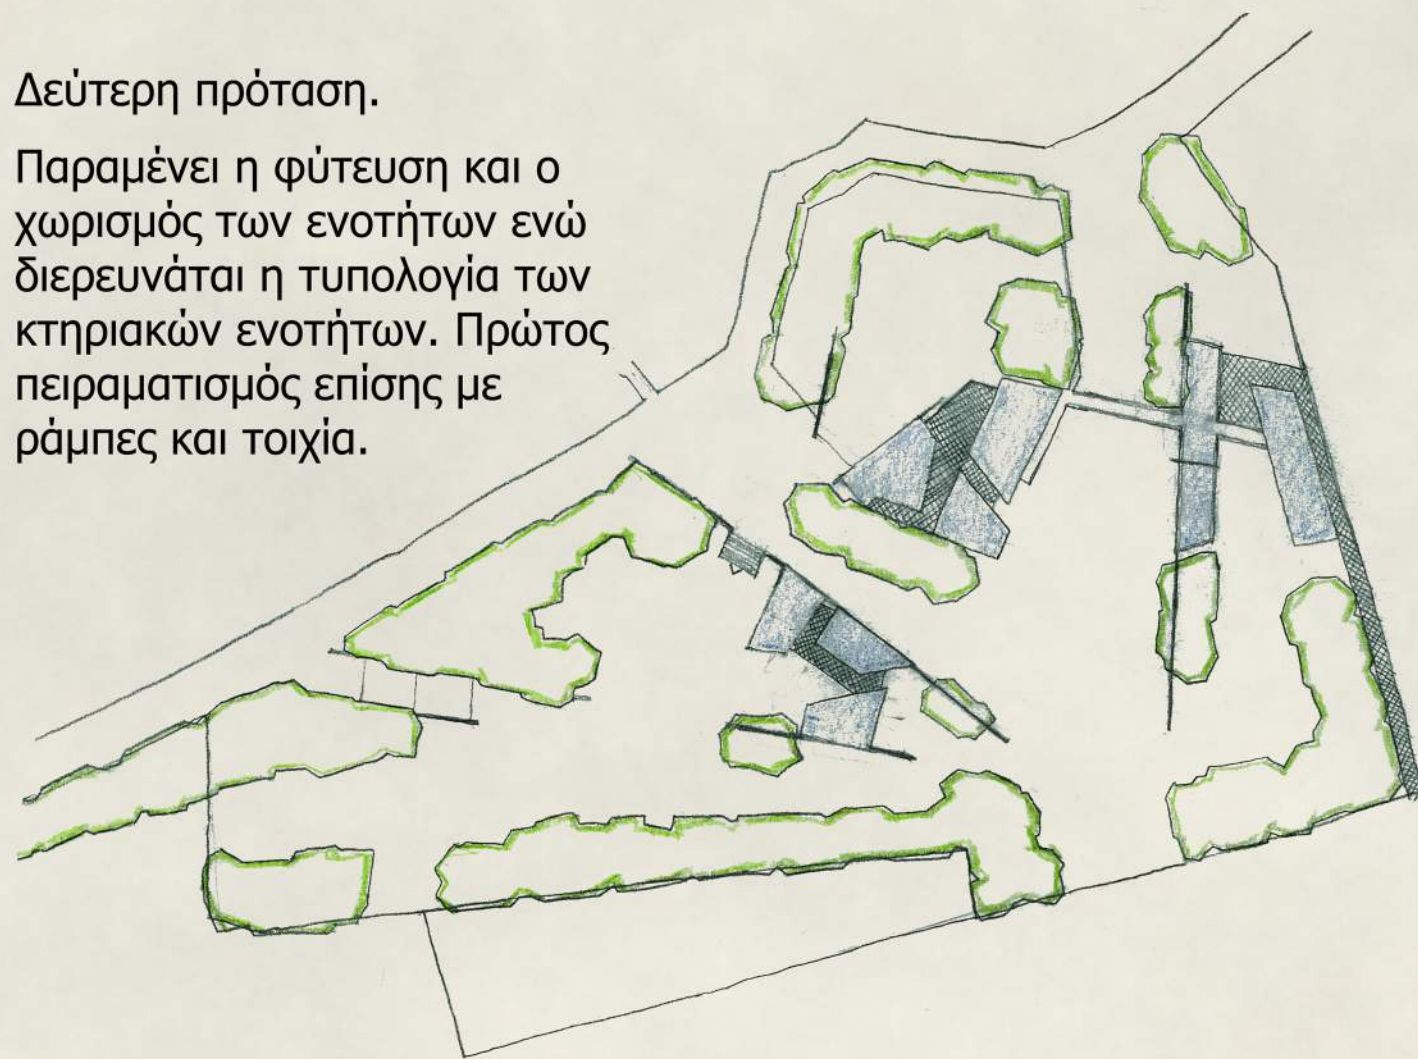 Δεύτερη πρόταση.
Παραμένει η φύτευση και ο
χωρισμός των ενοτήτων ενώ
διερευνάται η τυπολογία των
κτηριακών ενοτήτων. Πρώτος
πειραματισμός επίσης με
ράμπες και τοιχία.